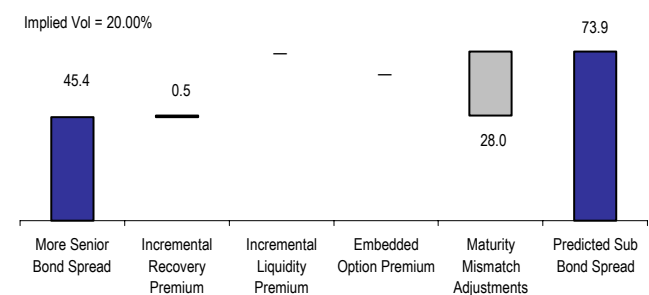 Implied Vol = 20.00%
73.9
45.4
0.5
–
–
28.0
More Senior Bond Spread
Incremental Recovery Premium
Incremental Liquidity Premium
Embedded Option Premium
Maturity Mismatch Adjustments
Predicted Sub Bond Spread